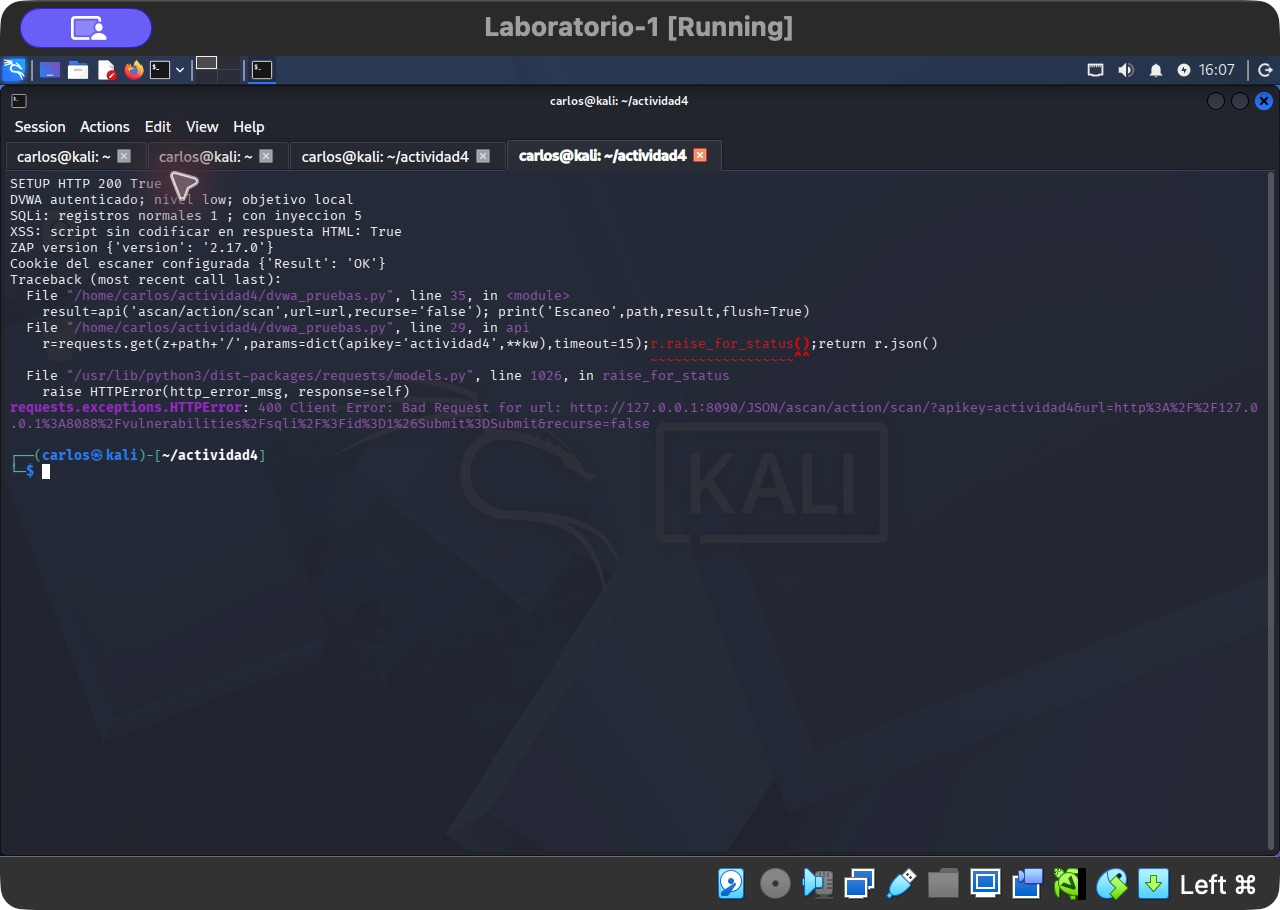 Laboratorio-1 [Running]
16:07
carlos@kali: ~/actividad4
Session Actions Edit View Help
carlos@kali: ~ carlos@kali: ~ carlos@kali: ~/actividad4 carlos@kali: ~/actividad4
SETUP HTTP 200 True
DVWA autenticado; nivel low; objetivo local
SQLi: registros normales 1 ; con inyeccion 5
XSS: script sin codificar en respuesta HTML: True
ZAP version {'version': '2.17.0'}
Cookie del escaner configurada {'Result': 'OK'}
Traceback (most recent call last):
  File "/home/carlos/actividad4/dvwa_pruebas.py", line 35, in <module>
    result=api('ascan/action/scan',url=url,recurse='false'); print('Escaneo',path,result,flush=True)
  File "/home/carlos/actividad4/dvwa_pruebas.py", line 29, in api
    r=requests.get(z+path+'/',params=dict(apikey='actividad4',**kw),timeout=15);r.raise_for_status();return r.json()
~~~~~~~~~~~~~~~~~~^^
  File "/usr/lib/python3/dist-packages/requests/models.py", line 1026, in raise_for_status
    raise HTTPError(http_error_msg, response=self)
requests.exceptions.HTTPError: 400 Client Error: Bad Request for url: http://127.0.0.1:8090/JSON/ascan/action/scan/?apikey=actividad4&url=http%3A%2F%2F127.0
.0.1%3A8088%2Fvulnerabilities%2Fsqli%2F%3Fid%3D1%26Submit%3DSubmit&recurse=false
┌──(carlos㉿kali)-[~/actividad4]
└─$
KALI
Left ⌘